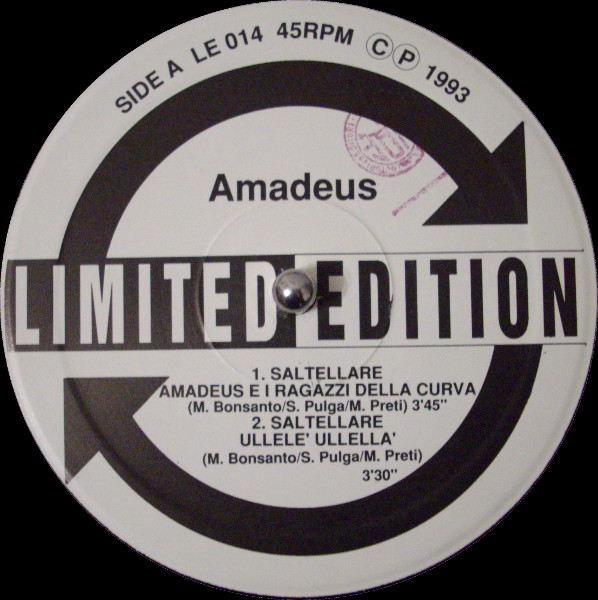 SIDE A LE 014 45RPM Ⓒ Ⓟ 1993
Amadeus
LIMITED EDITION
1. SALTELLARE
AMADEUS E I RAGAZZI DELLA CURVA
(M. Bonsanto/S. Pulga/M. Preti) 3'45"
2. SALTELLARE
ULLELE' ULLELLA'
(M. Bonsanto/S. Pulga/M. Preti)
3'30"